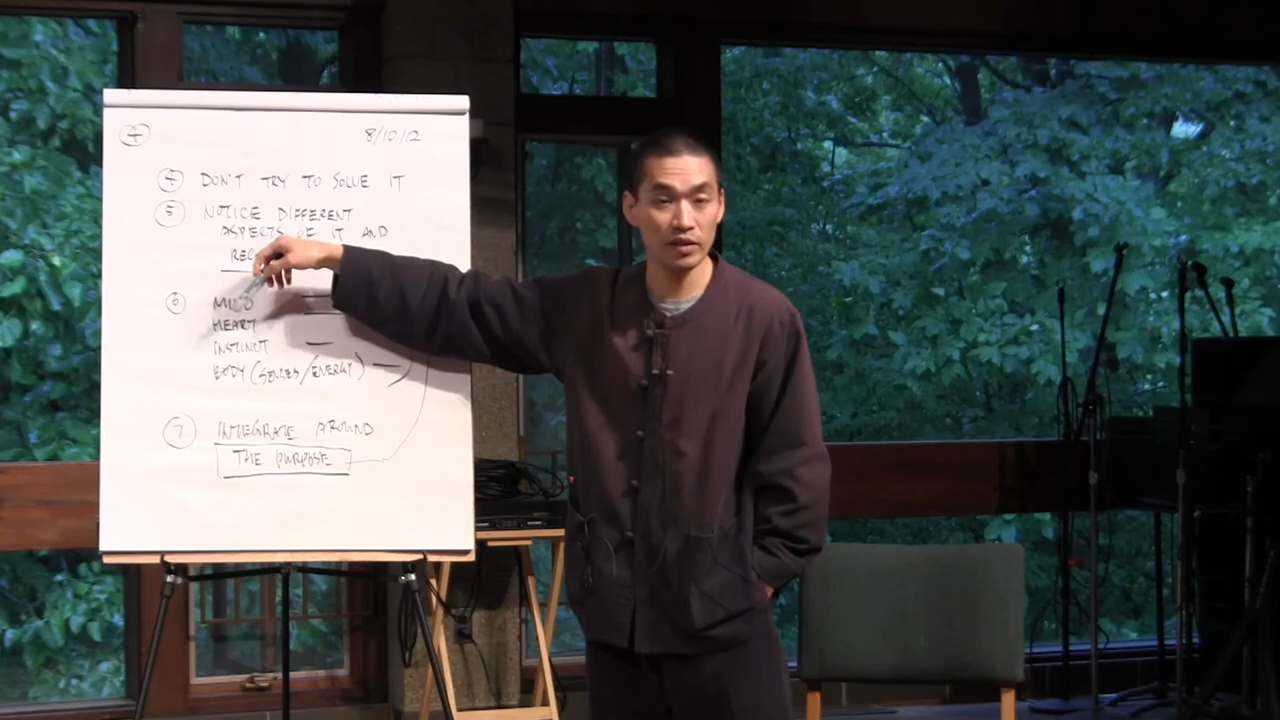 4 8/10/12
4 DON'T TRY TO SOLVE IT
5 NOTICE DIFFERENT
ASPECTS OF IT AND
6 MIND
HEART
INSTINCT
BODY (SENSES/ENERGY)
7 INTEGRATE AROUND
THE PURPOSE